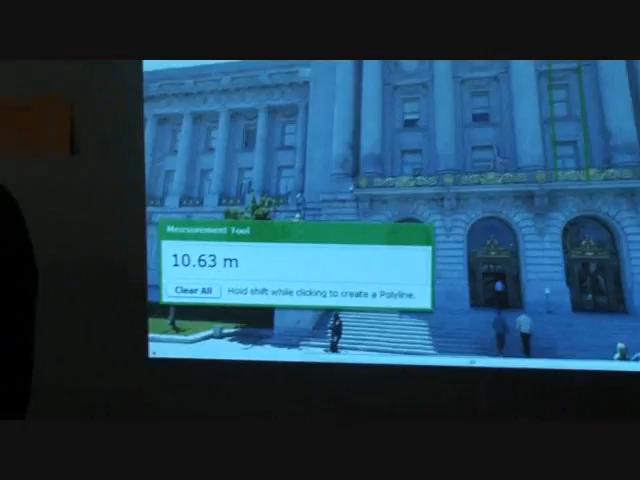 Measurement Tool
10.63 m
Clear All
Hold shift while clicking to create a Polyline.